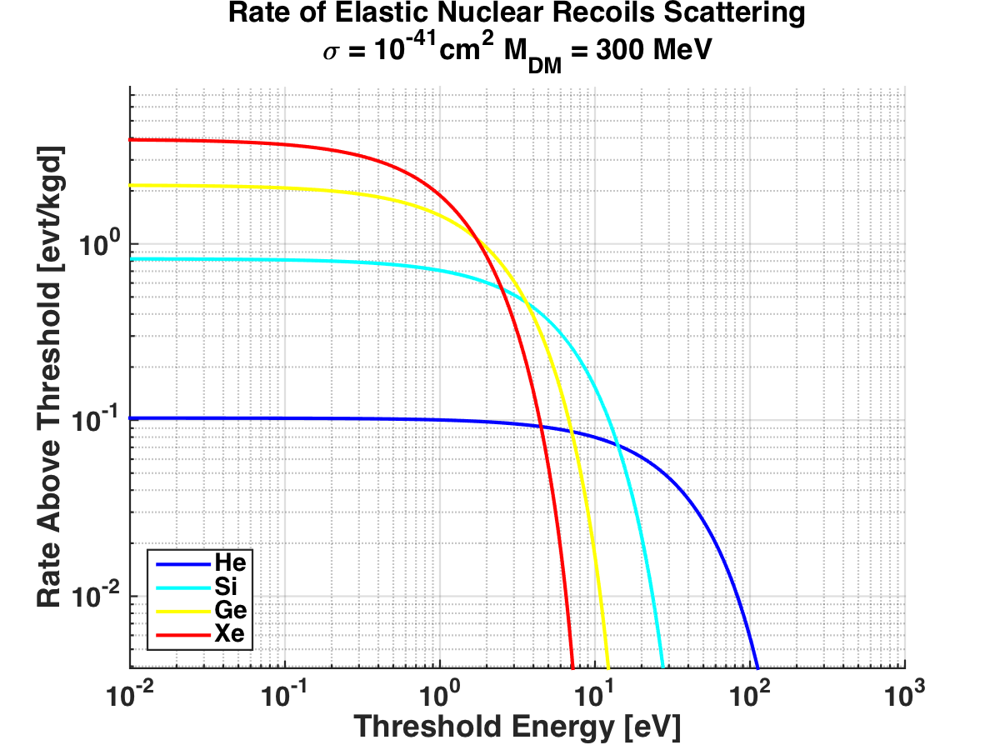 Rate of Elastic Nuclear Recoils Scattering
σ = 10^-41 cm^2 M_DM = 300 MeV
Rate Above Threshold [evt/kgd]
10^0
10^-1
10^-2
He
Si
Ge
Xe
10^-2 10^-1 10^0 10^1 10^2 10^3
Threshold Energy [eV]